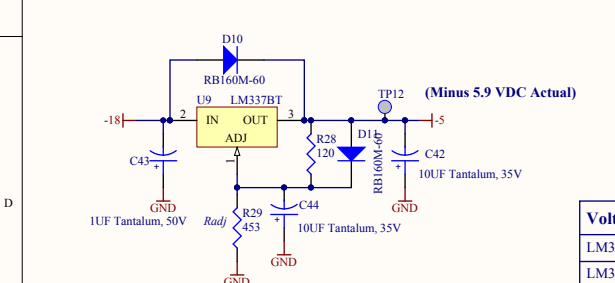 D10
RB160M-60
TP12
(Minus 5.9 VDC Actual)
U9
LM337BT
-18
2
IN
OUT
3
-5
ADJ
1
R28
120
D11
RB160M-60
C43
C42
10UF Tantalum, 35V
D
GND
1UF Tantalum, 50V
GND
Radj
R29
453
C44
10UF Tantalum, 35V
GND
GND
Volt
LM3
LM3